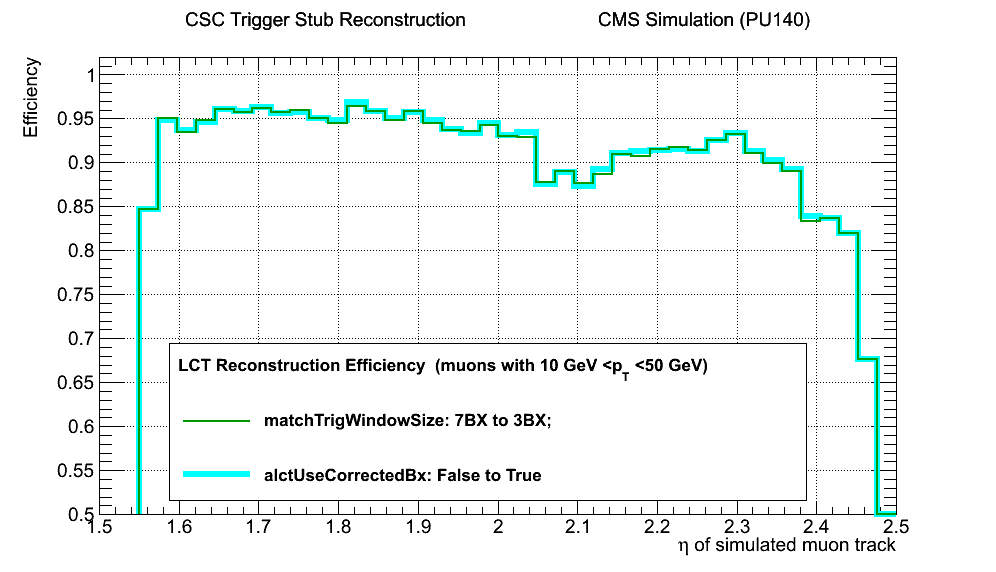 CSC Trigger Stub Reconstruction CMS Simulation (PU140)
Efficiency
1
0.95
0.9
0.85
0.8
0.75
0.7
0.65
0.6
0.55
0.5
LCT Reconstruction Efficiency (muons with 10 GeV <pT <50 GeV)
matchTrigWindowSize: 7BX to 3BX;
alctUseCorrectedBx: False to True
1.5 1.6 1.7 1.8 1.9 2 2.1 2.2 2.3 2.4 2.5
η of simulated muon track